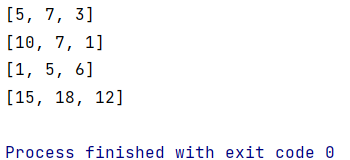 [5, 7, 3]
[10, 7, 1]
[1, 5, 6]
[15, 18, 12]
Process finished with exit code 0